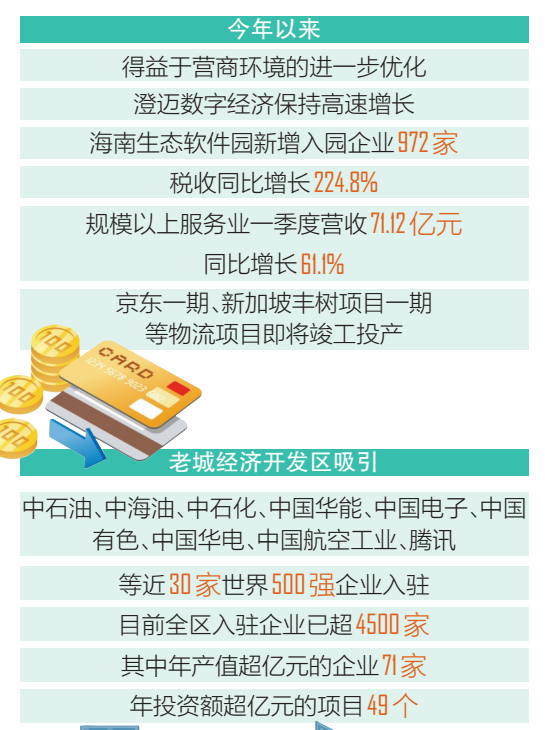 今年以来
得益于营商环境的进一步优化
澄迈数字经济保持高速增长
海南生态软件园新增入园企业972家
税收同比增长224.8%
规模以上服务业一季度营收71.12亿元
同比增长61.1%
京东一期、新加坡丰树项目一期
等物流项目即将竣工投产
100
100
100
CARD
1234 5678 9023
老城经济开发区吸引
中石油、中海油、中石化、中国华能、中国电子、中国
有色、中国华电、中国航空工业、腾讯
等近30家世界500强企业入驻
目前全区入驻企业已超4500家
其中年产值超亿元的企业71家
年投资额超亿元的项目49个